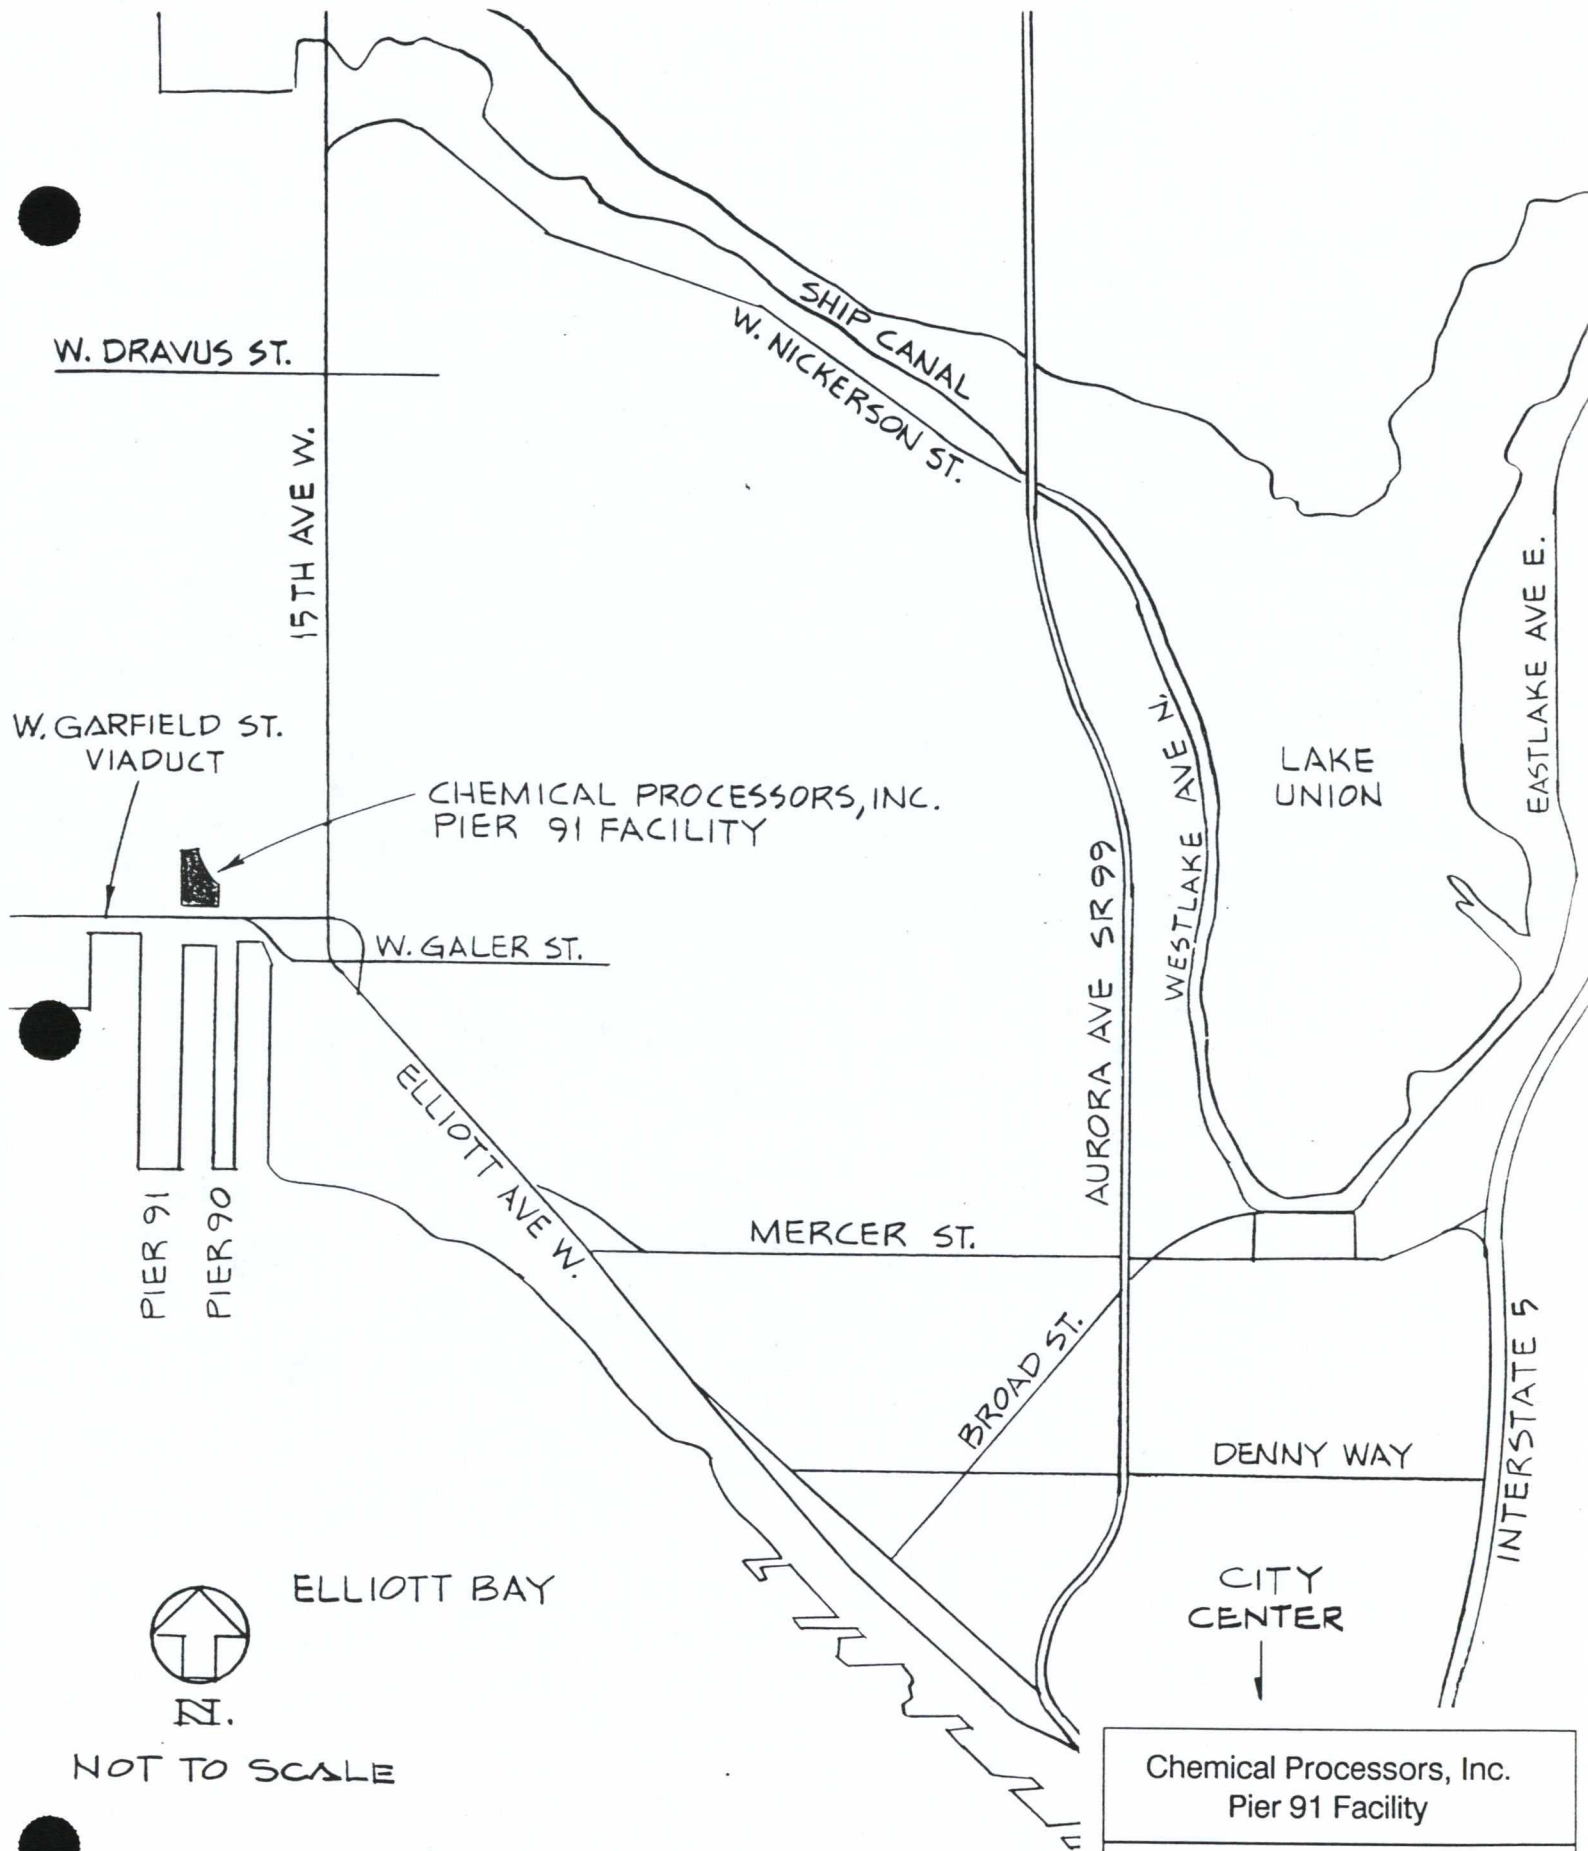 SHIP CANAL
W. NICKERSON ST.
W. DRAVUS ST.
15TH AVE W.
EASTLAKE AVE E.
W. GARFIELD ST.
VIADUCT
CHEMICAL PROCESSORS, INC.
PIER 91 FACILITY
WESTLAKE AVE N.
LAKE
UNION
AURORA AVE SR 99
W. GALER ST.
ELLIOTT AVE W.
PIER 91
PIER 90
MERCER ST.
BROAD ST.
INTERSTATE 5
DENNY WAY
CITY
CENTER
ELLIOTT BAY
N.
NOT TO SCALE
Chemical Processors, Inc.
Pier 91 Facility